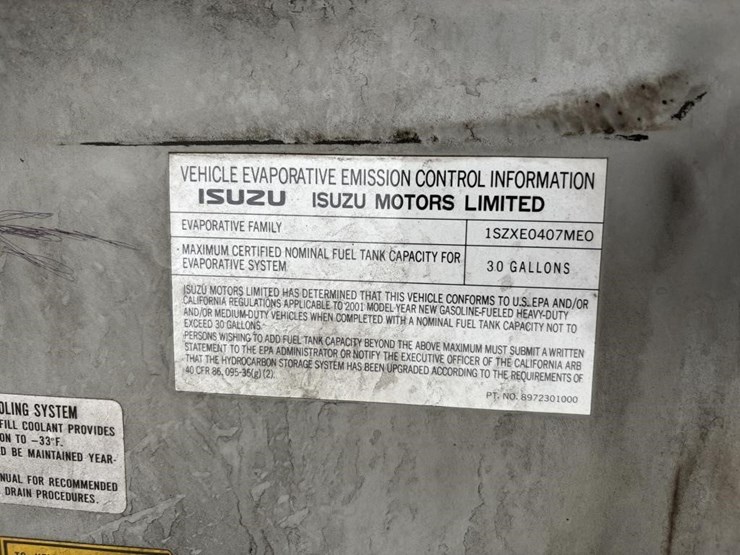 VEHICLE EVAPORATIVE EMISSION CONTROL INFORMATION
ISUZU ISUZU MOTORS LIMITED
EVAPORATIVE FAMILY 1SZXE0407MEO
- MAXIMUM CERTIFIED NOMINAL FUEL TANK CAPACITY FOR
EVAPORATIVE SYSTEM 30 GALLONS
ISUZU MOTORS LIMITED HAS DETERMINED THAT THIS VEHICLE CONFORMS TO U.S. EPA AND/OR
CALIFORNIA REGULATIONS APPLICABLE TO 2001 MODEL YEAR NEW GASOLINE-FUELED HEAVY-DUTY
AND/OR MEDIUM-DUTY VEHICLES WHEN COMPLETED WITH A NOMINAL FUEL TANK CAPACITY NOT TO
EXCEED 30 GALLONS.
PERSONS WISHING TO ADD FUEL TANK CAPACITY BEYOND THE ABOVE MAXIMUM MUST SUBMIT A WRITTEN
STATEMENT TO THE EPA ADMINISTRATOR OR NOTIFY THE EXECUTIVE OFFICER OF THE CALIFORNIA ARB
THAT THE HYDROCARBON STORAGE SYSTEM HAS BEEN UPGRADED ACCORDING TO THE REQUIREMENTS OF
40 CFR 86, 095-35(g)(2).
PT. NO. 8972301000
OLING SYSTEM
FILL COOLANT PROVIDES
ON TO -33°F.
D BE MAINTAINED YEAR-
NUAL FOR RECOMMENDED
DRAIN PROCEDURES.